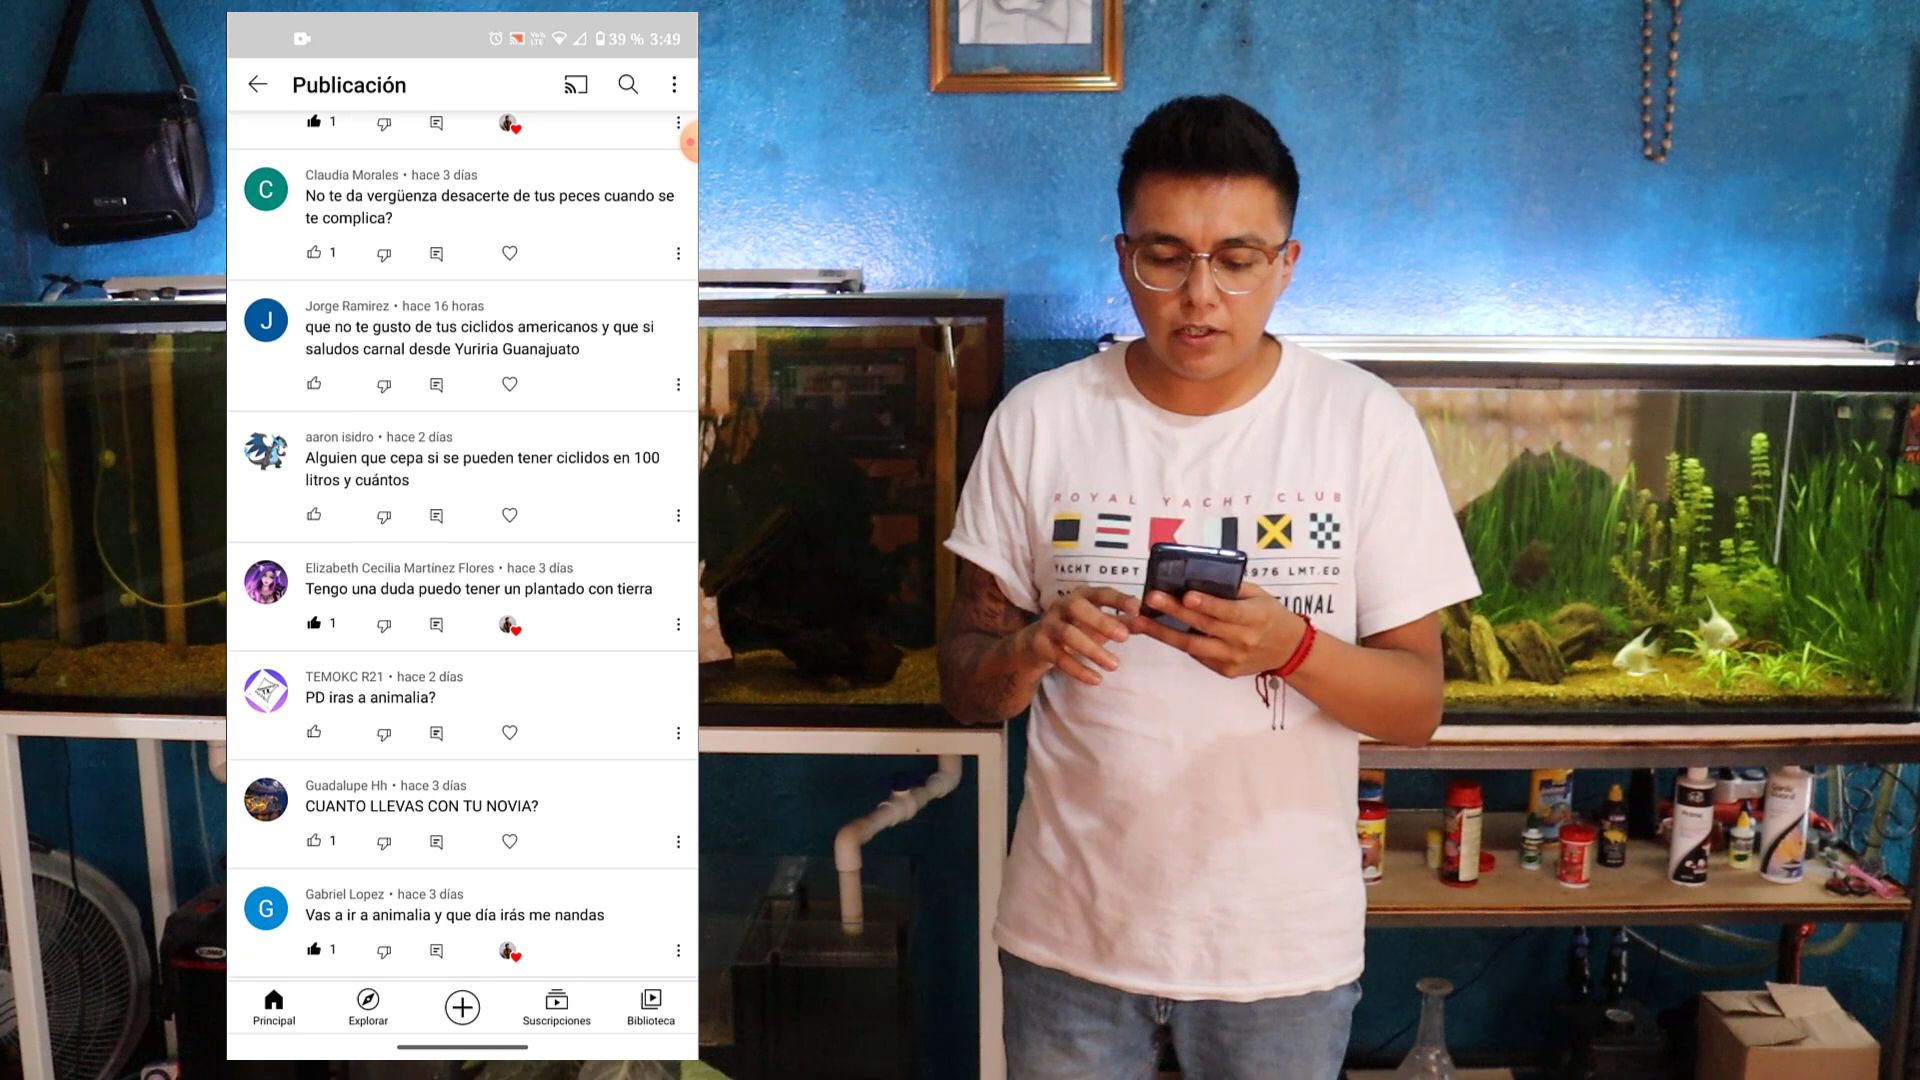 39 % 3:49
Publicación
1
Claudia Morales • hace 3 días
No te da vergüenza desacerte de tus peces cuando se
te complica?
1
Jorge Ramirez • hace 16 horas
que no te gusto de tus ciclidos americanos y que si
saludos carnal desde Yuriria Guanajuato
aaron isidro • hace 2 días
Alguien que cepa si se pueden tener ciclidos en 100
litros y cuántos
Elizabeth Cecilia Martínez Flores • hace 3 días
Tengo una duda puedo tener un plantado con tierra
1
TEMOKC R21 • hace 2 días
PD iras a animalia?
Guadalupe Hh • hace 3 días
CUANTO LLEVAS CON TU NOVIA?
1
Gabriel Lopez • hace 3 días
Vas a ir a animalia y que día irás me nandas
1
Principal
Explorar
Suscripciones
Biblioteca
ROYAL YACHT CLUB
YACHT DEPT
1976 LMT.ED